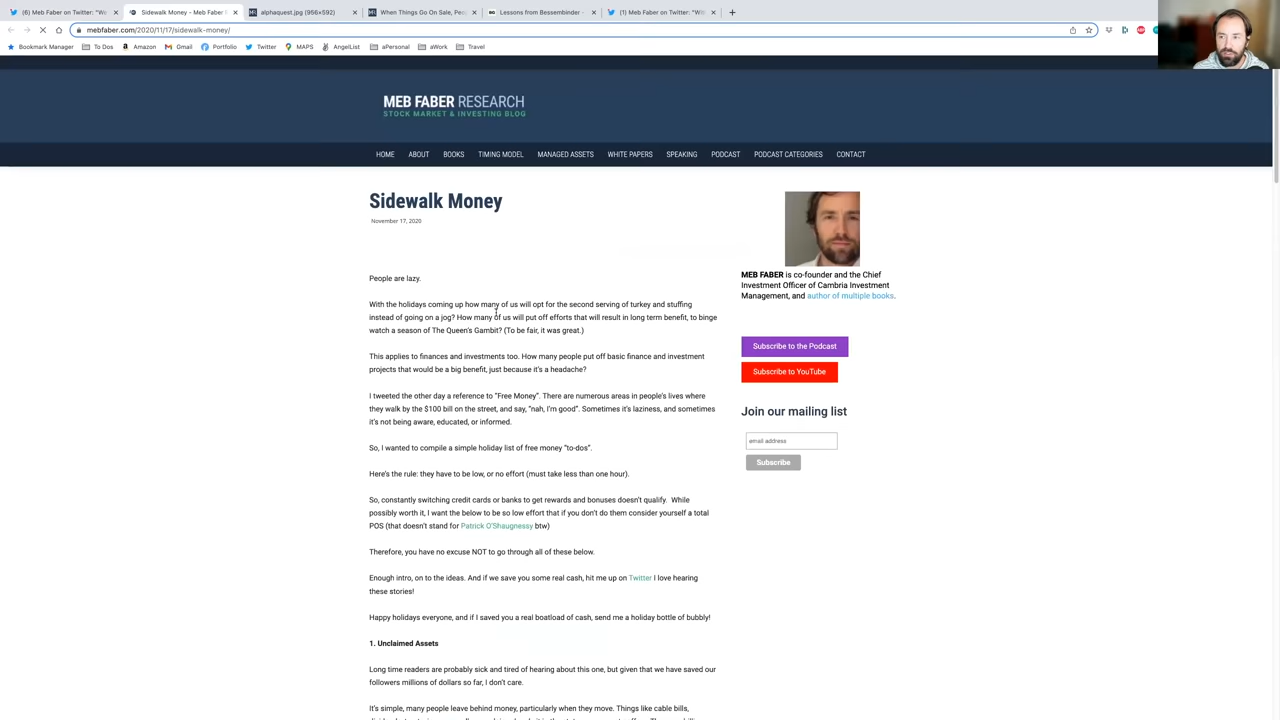 (6) Meb Faber on Twitter: "We
Sidewalk Money - Meb Faber
alphaquest.jpg (956×592)
When Things Go On Sale, Peo
Lessons from Bessembinder -
(1) Meb Faber on Twitter: "Wit
mebfaber.com/2020/11/17/sidewalk-money/
Bookmark Manager
To Dos
Amazon
Gmail
Portfolio
Twitter
MAPS
AngelList
aPersonal
aWork
Travel
MEB FABER RESEARCH
STOCK MARKET & INVESTING BLOG
HOME
ABOUT
BOOKS
TIMING MODEL
MANAGED ASSETS
WHITE PAPERS
SPEAKING
PODCAST
PODCAST CATEGORIES
CONTACT
Sidewalk Money
November 17, 2020
People are lazy.
With the holidays coming up how many of us will opt for the second serving of turkey and stuffing
instead of going on a jog? How many of us will put off efforts that will result in long term benefit, to binge
watch a season of The Queen's Gambit? (To be fair, it was great.)
This applies to finances and investments too. How many people put off basic finance and investment
projects that would be a big benefit, just because it's a headache?
I tweeted the other day a reference to "Free Money". There are numerous areas in people's lives where
they walk by the $100 bill on the street, and say, "nah, I'm good". Sometimes it's laziness, and sometimes
it's not being aware, educated, or informed.
So, I wanted to compile a simple holiday list of free money "to-dos".
Here's the rule: they have to be low, or no effort (must take less than one hour).
So, constantly switching credit cards or banks to get rewards and bonuses doesn't qualify. While
possibly worth it, I want the below to be so low effort that if you don't do them consider yourself a total
POS (that doesn't stand for Patrick O'Shaugnessy btw)
Therefore, you have no excuse NOT to go through all of these below.
Enough intro, on to the ideas. And if we save you some real cash, hit me up on Twitter I love hearing
these stories!
Happy holidays everyone, and if I saved you a real boatload of cash, send me a holiday bottle of bubbly!
1. Unclaimed Assets
Long time readers are probably sick and tired of hearing about this one, but given that we have saved our
followers millions of dollars so far, I don't care.
It's simple, many people leave behind money, particularly when they move. Things like cable bills,
MEB FABER is co-founder and the Chief
Investment Officer of Cambria Investment
Management, and author of multiple books.
Subscribe to the Podcast
Subscribe to YouTube
Join our mailing list
email address
Subscribe